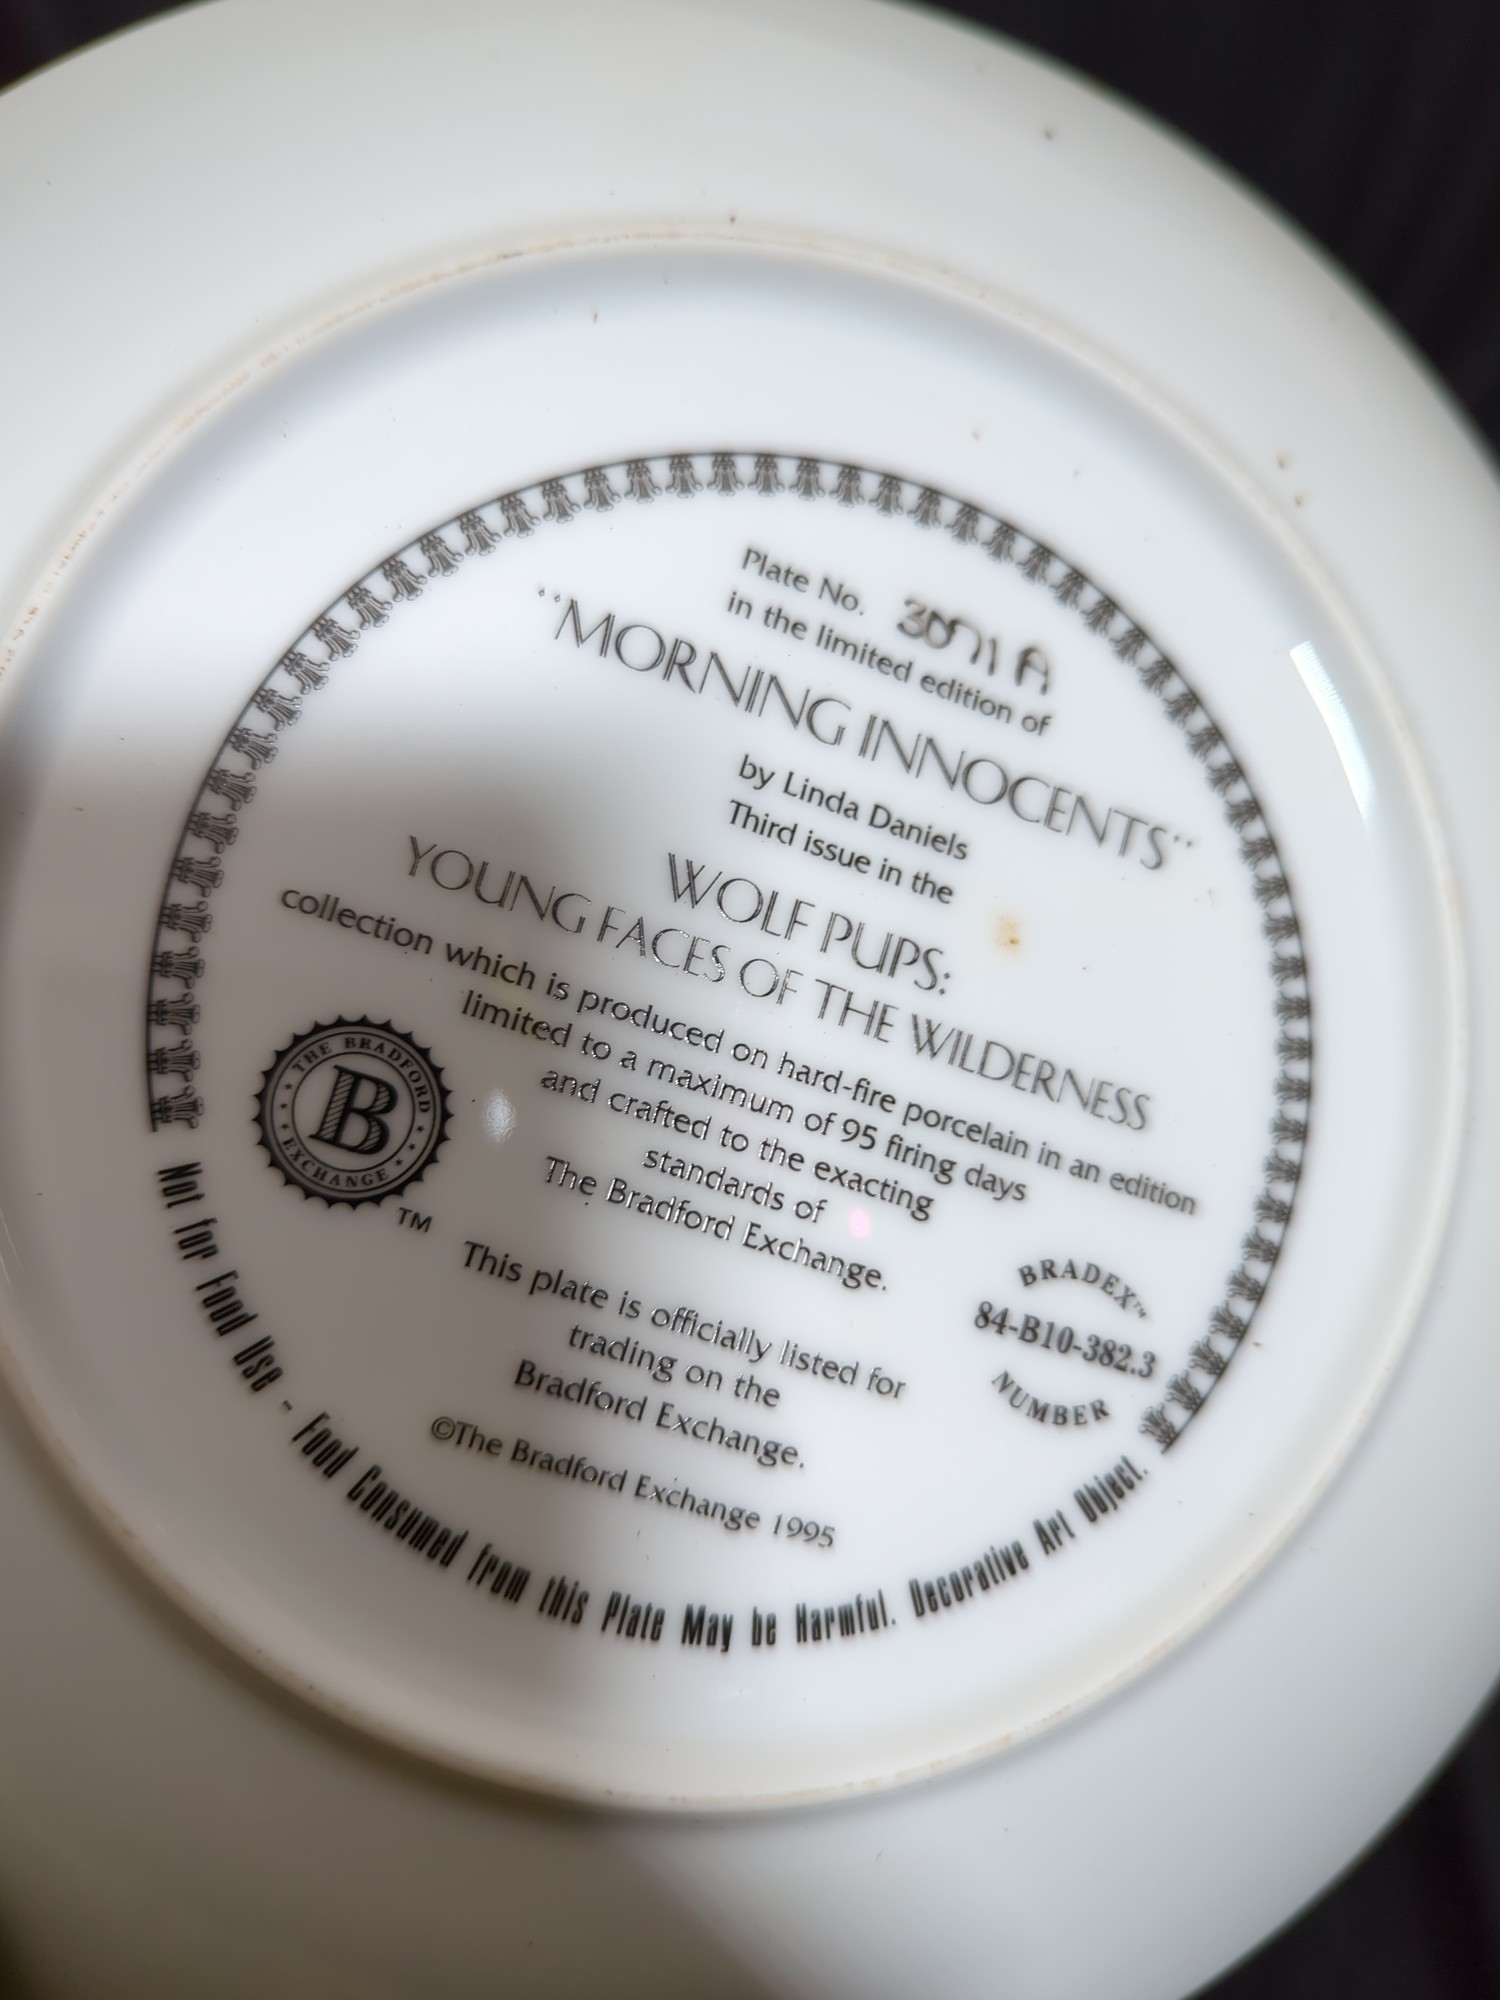 Plate No. 3071A
in the limited edition of
"MORNING INNOCENTS"
by Linda Daniels
Third issue in the
WOLF PUPS:
YOUNG FACES OF THE WILDERNESS
collection which is produced on hard-fire porcelain in an edition
limited to a maximum of 95 firing days
and crafted to the exacting
standards of
The Bradford Exchange.
THE BRADFORD
B
EXCHANGE
TM
This plate is officially listed for
trading on the
Bradford Exchange.
©The Bradford Exchange 1995
BRADEX™
84-B10-382.3
NUMBER
Not for Food Use - Food Consumed from this Plate May be Harmful. Decorative Art Object.